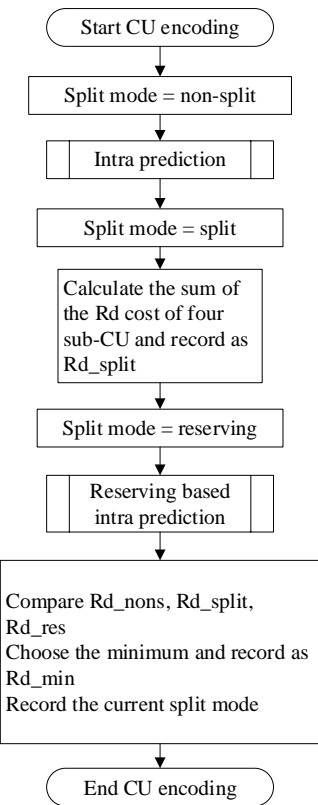 Start CU encoding
Split mode = non-split
Intra prediction
Split mode = split
Calculate the sum of
the Rd cost of four
sub-CU and record as
Rd_split
Split mode = reserving
Reserving based
intra prediction
Compare Rd_nons, Rd_split,
Rd_res
Choose the minimum and record as
Rd_min
Record the current split mode
End CU encoding